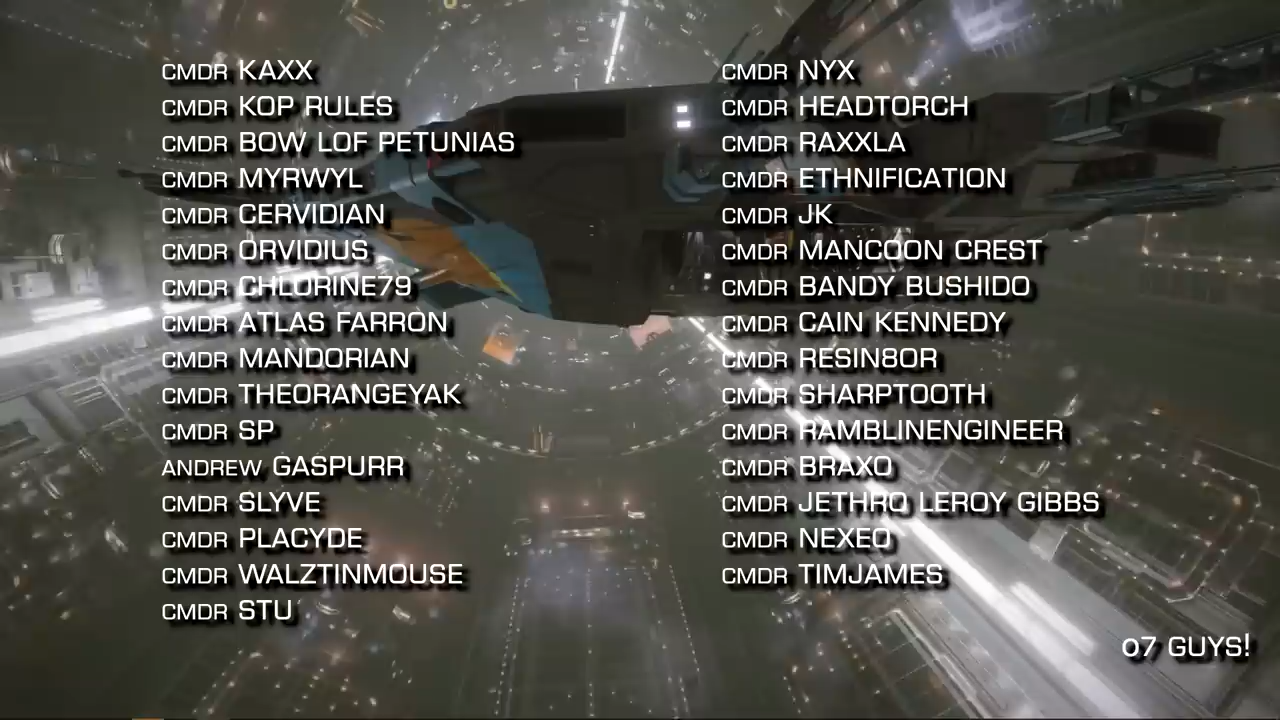 CMDR KAXX
CMDR KOP RULES
CMDR BOW LOF PETUNIAS
CMDR MYRWYL
CMDR CERVIDIAN
CMDR ORVIDIUS
CMDR CHLORINE79
CMDR ATLAS FARRON
CMDR MANDORIAN
CMDR THEORANGEYAK
CMDR SP
ANDREW GASPURR
CMDR SLYVE
CMDR PLACYDE
CMDR WALZTINMOUSE
CMDR STU
CMDR NYX
CMDR HEADTORCH
CMDR RAXXLA
CMDR ETHNIFICATION
CMDR JK
CMDR MANCOON CREST
CMDR BANDY BUSHIDO
CMDR CAIN KENNEDY
CMDR RESIN8OR
CMDR SHARPTOOTH
CMDR RAMBLINENGINEER
CMDR BRAXO
CMDR JETHRO LEROY GIBBS
CMDR NEXEO
CMDR TIMJAMES
o7 GUYS!